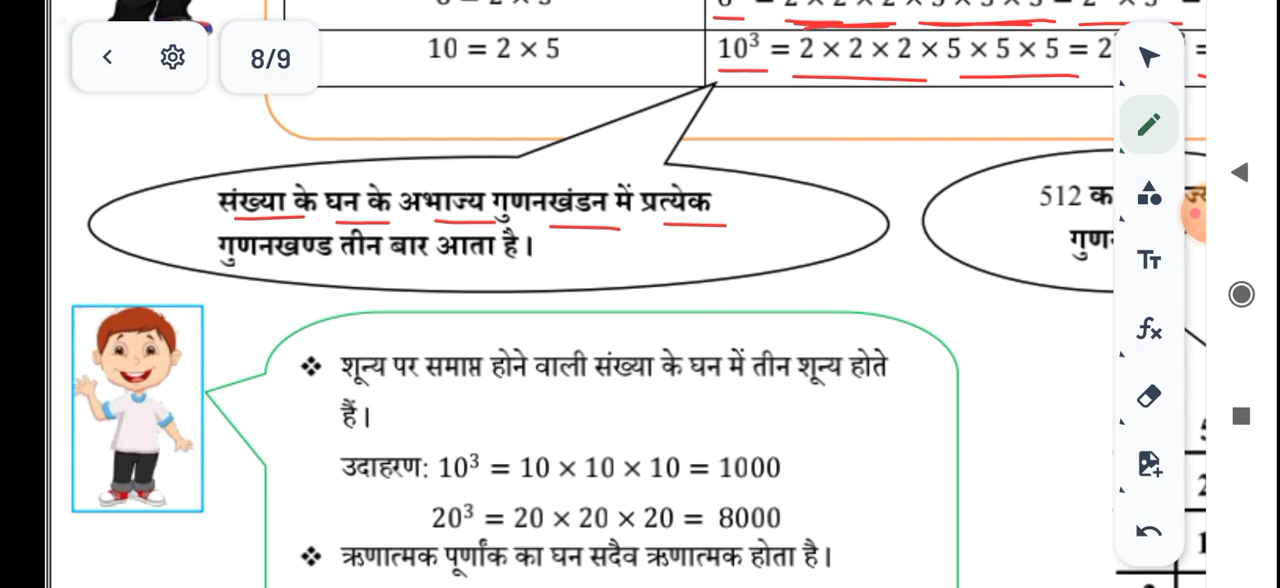 8/9
10 = 2 × 5
10³ = 2 × 2 × 2 × 5 × 5 × 5 = 2
संख्या के घन के अभाज्य गुणनखंडन में प्रत्येक
गुणनखण्ड तीन बार आता है।
512 क
गुण
❖ शून्य पर समाप्त होने वाली संख्या के घन में तीन शून्य होते
हैं।
उदाहरण: 10³ = 10 × 10 × 10 = 1000
20³ = 20 × 20 × 20 = 8000
❖ ऋणात्मक पूर्णांक का घन सदैव ऋणात्मक होता है।
Tт
fx